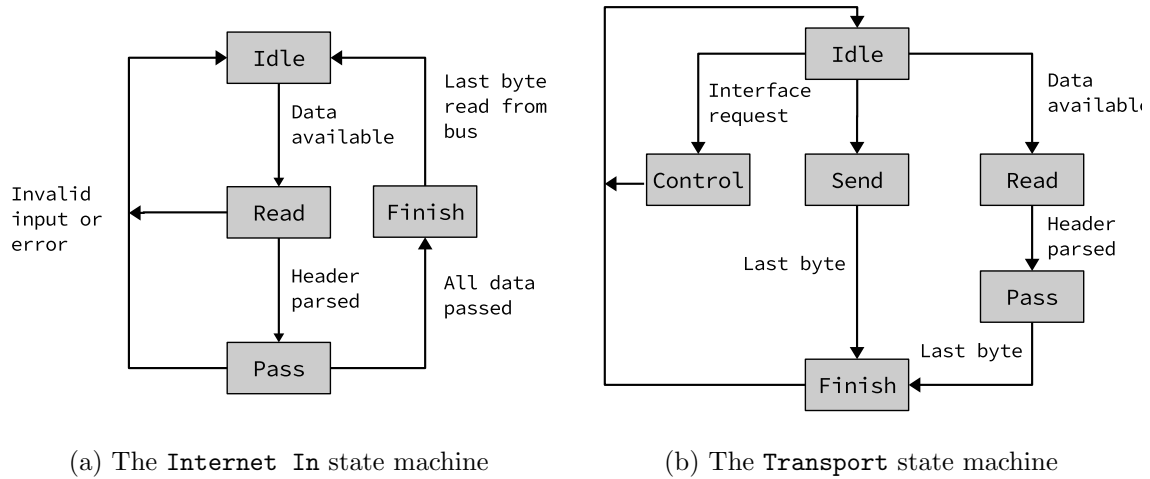 Idle
Data
available
Last byte
read from
bus
Invalid
input or
error
Read
Finish
Header
parsed
All data
passed
Pass
(a) The Internet In state machine
Idle
Interface
request
Data
available
Control
Send
Read
Header
parsed
Last byte
Pass
Last byte
Finish
(b) The Transport state machine